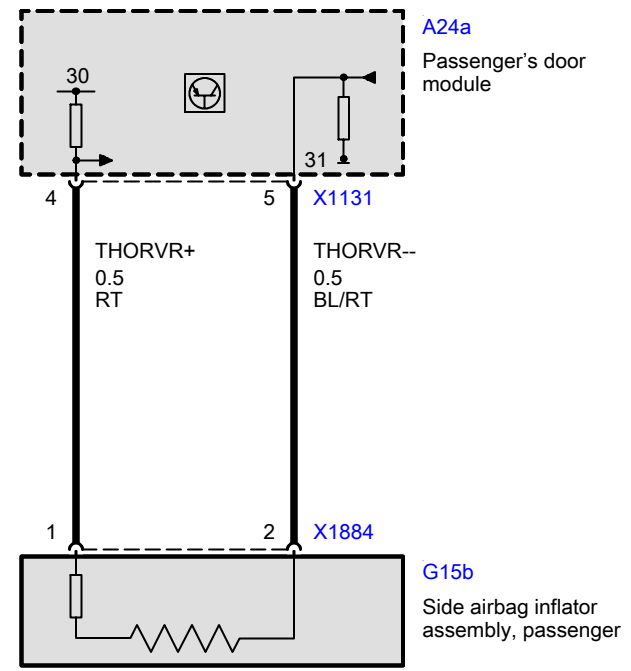 A24a
Passenger's door
module
30
31
4
5
X1131
THORVR+
0.5
RT
THORVR--
0.5
BL/RT
1
2
X1884
G15b
Side airbag inflator
assembly, passenger